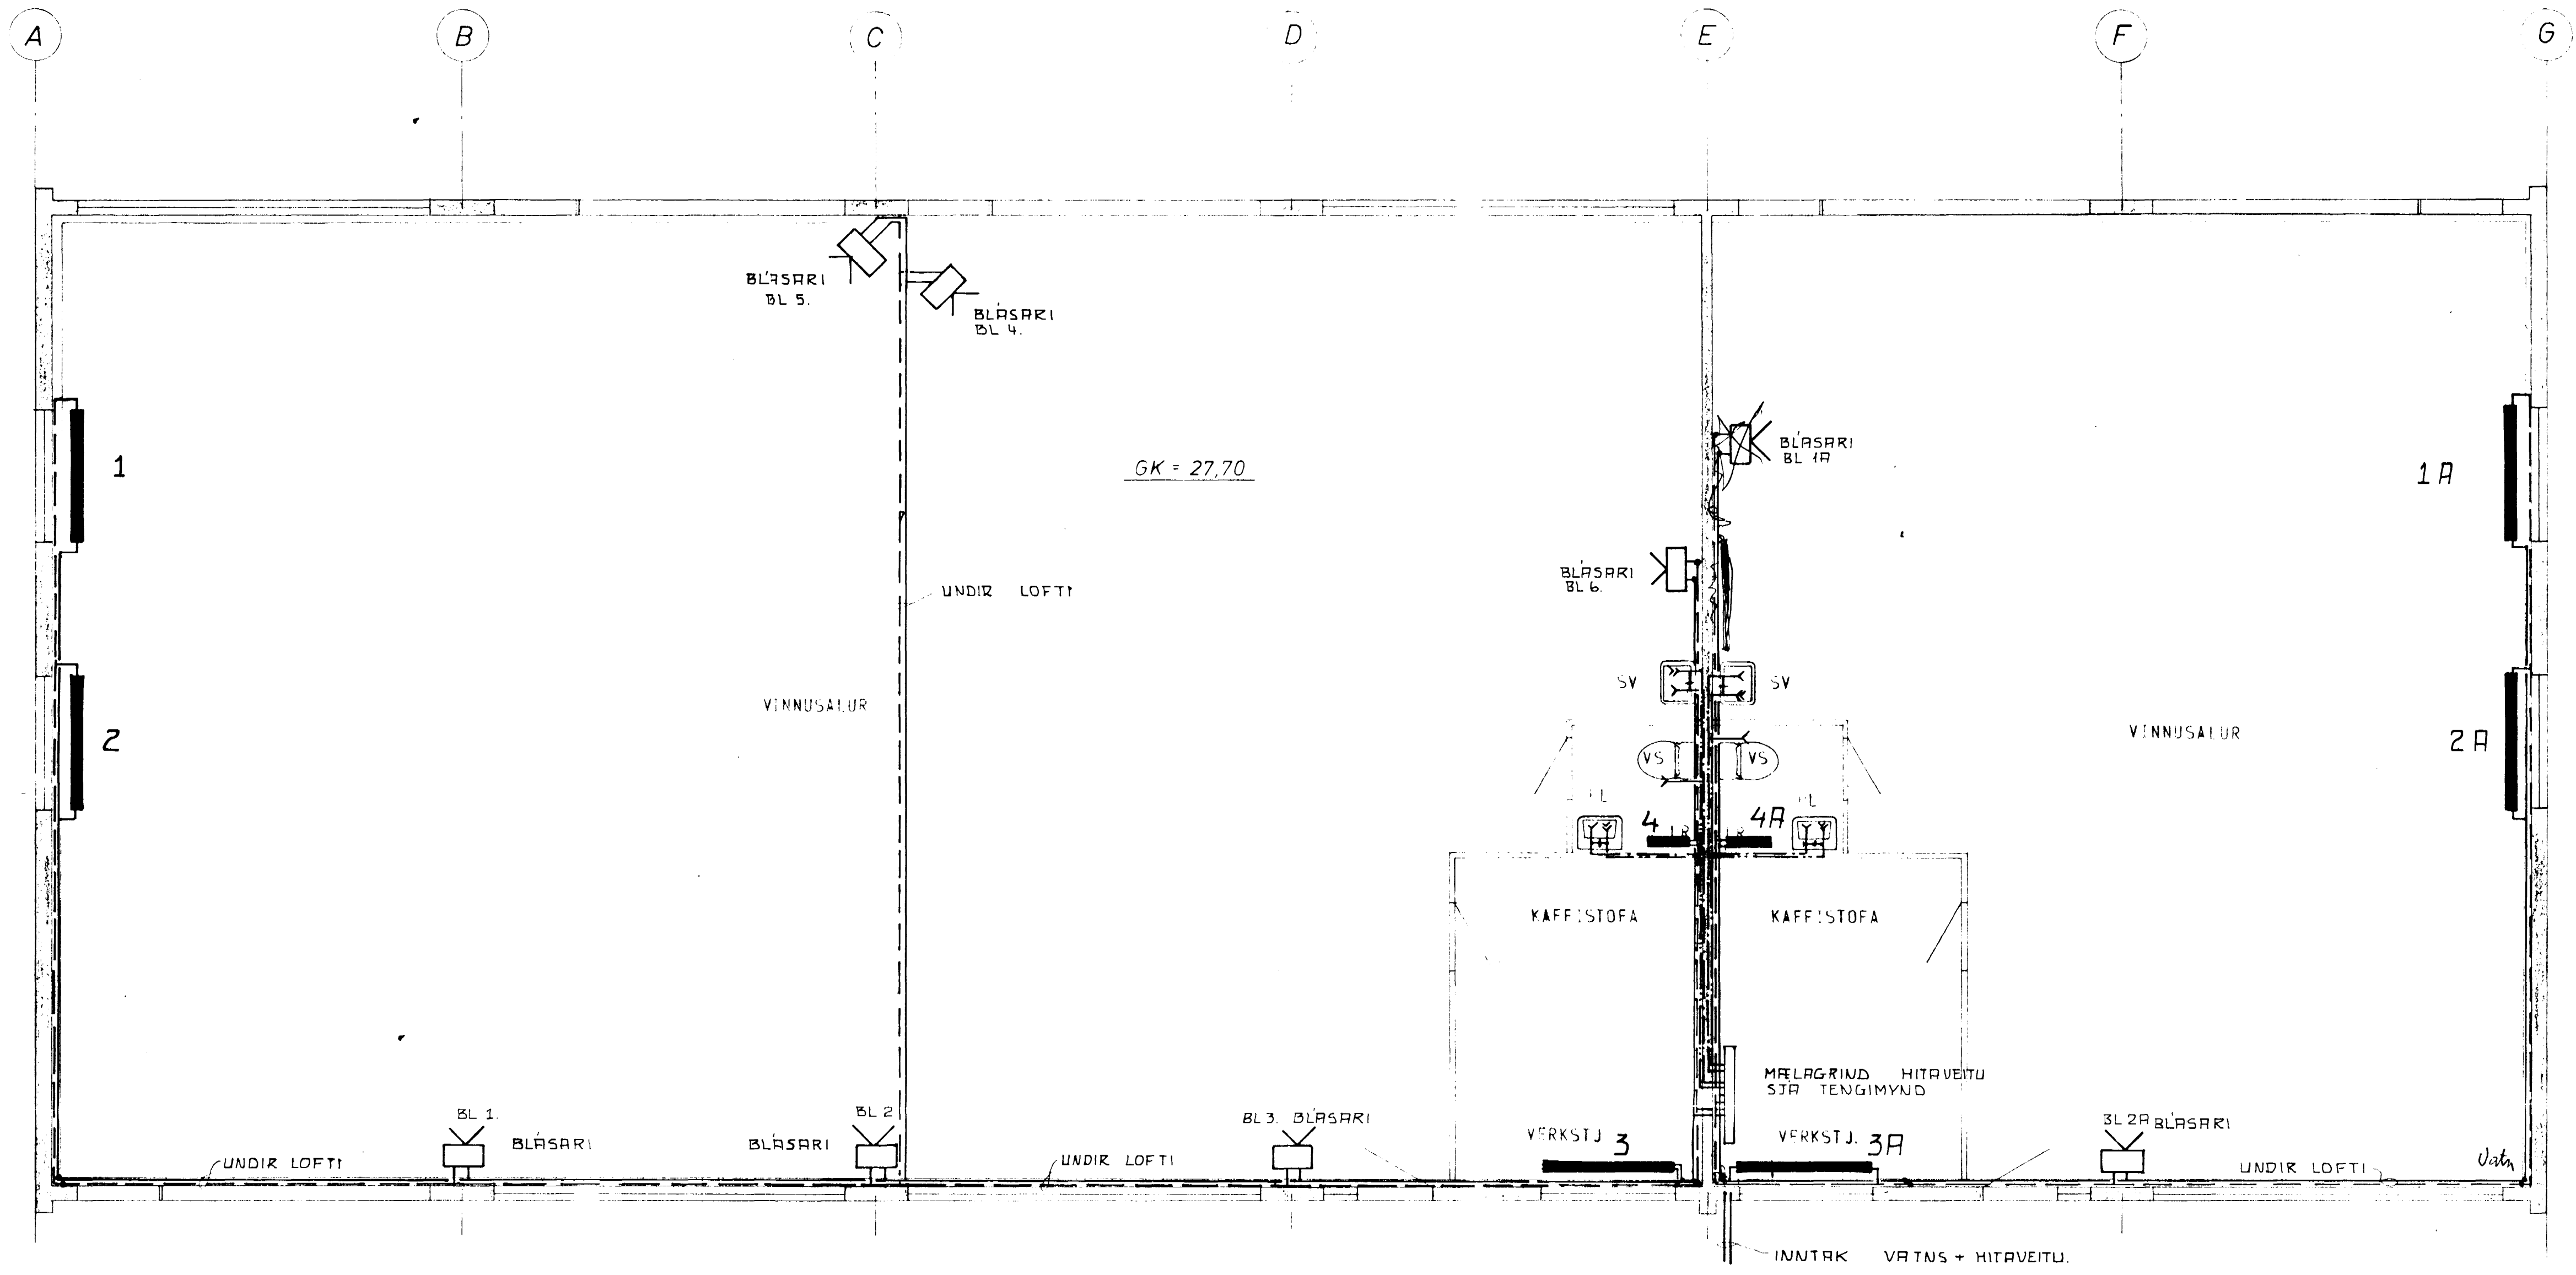 A
B
C
D
E
F
G
BLÁSARI
BL 5.
BLÁSARI
BL 4.
BLÁSARI
BL 1A
1
GK = 27,70
1A
BLÁSARI
BL 6.
UNDIR LOFTI
SV
SV
VINNUSALUR
VINNUSALUR
2
VS
VS
2A
4
4A
KAFFISTOFA
KAFFISTOFA
MÆLAGRIND HITAVEITU
SJÁ TENGIMYND
BL 1.
BLÁSARI
BL 2
BLÁSARI
BL 3. BLÁSARI
VERKSTJ
3
VERKSTJ.
3A
BL 2A BLÁSARI
UNDIR LOFTI
UNDIR LOFTI
UNDIR LOFTI
Vatn
INNTAK VATNS + HITAVEITU.